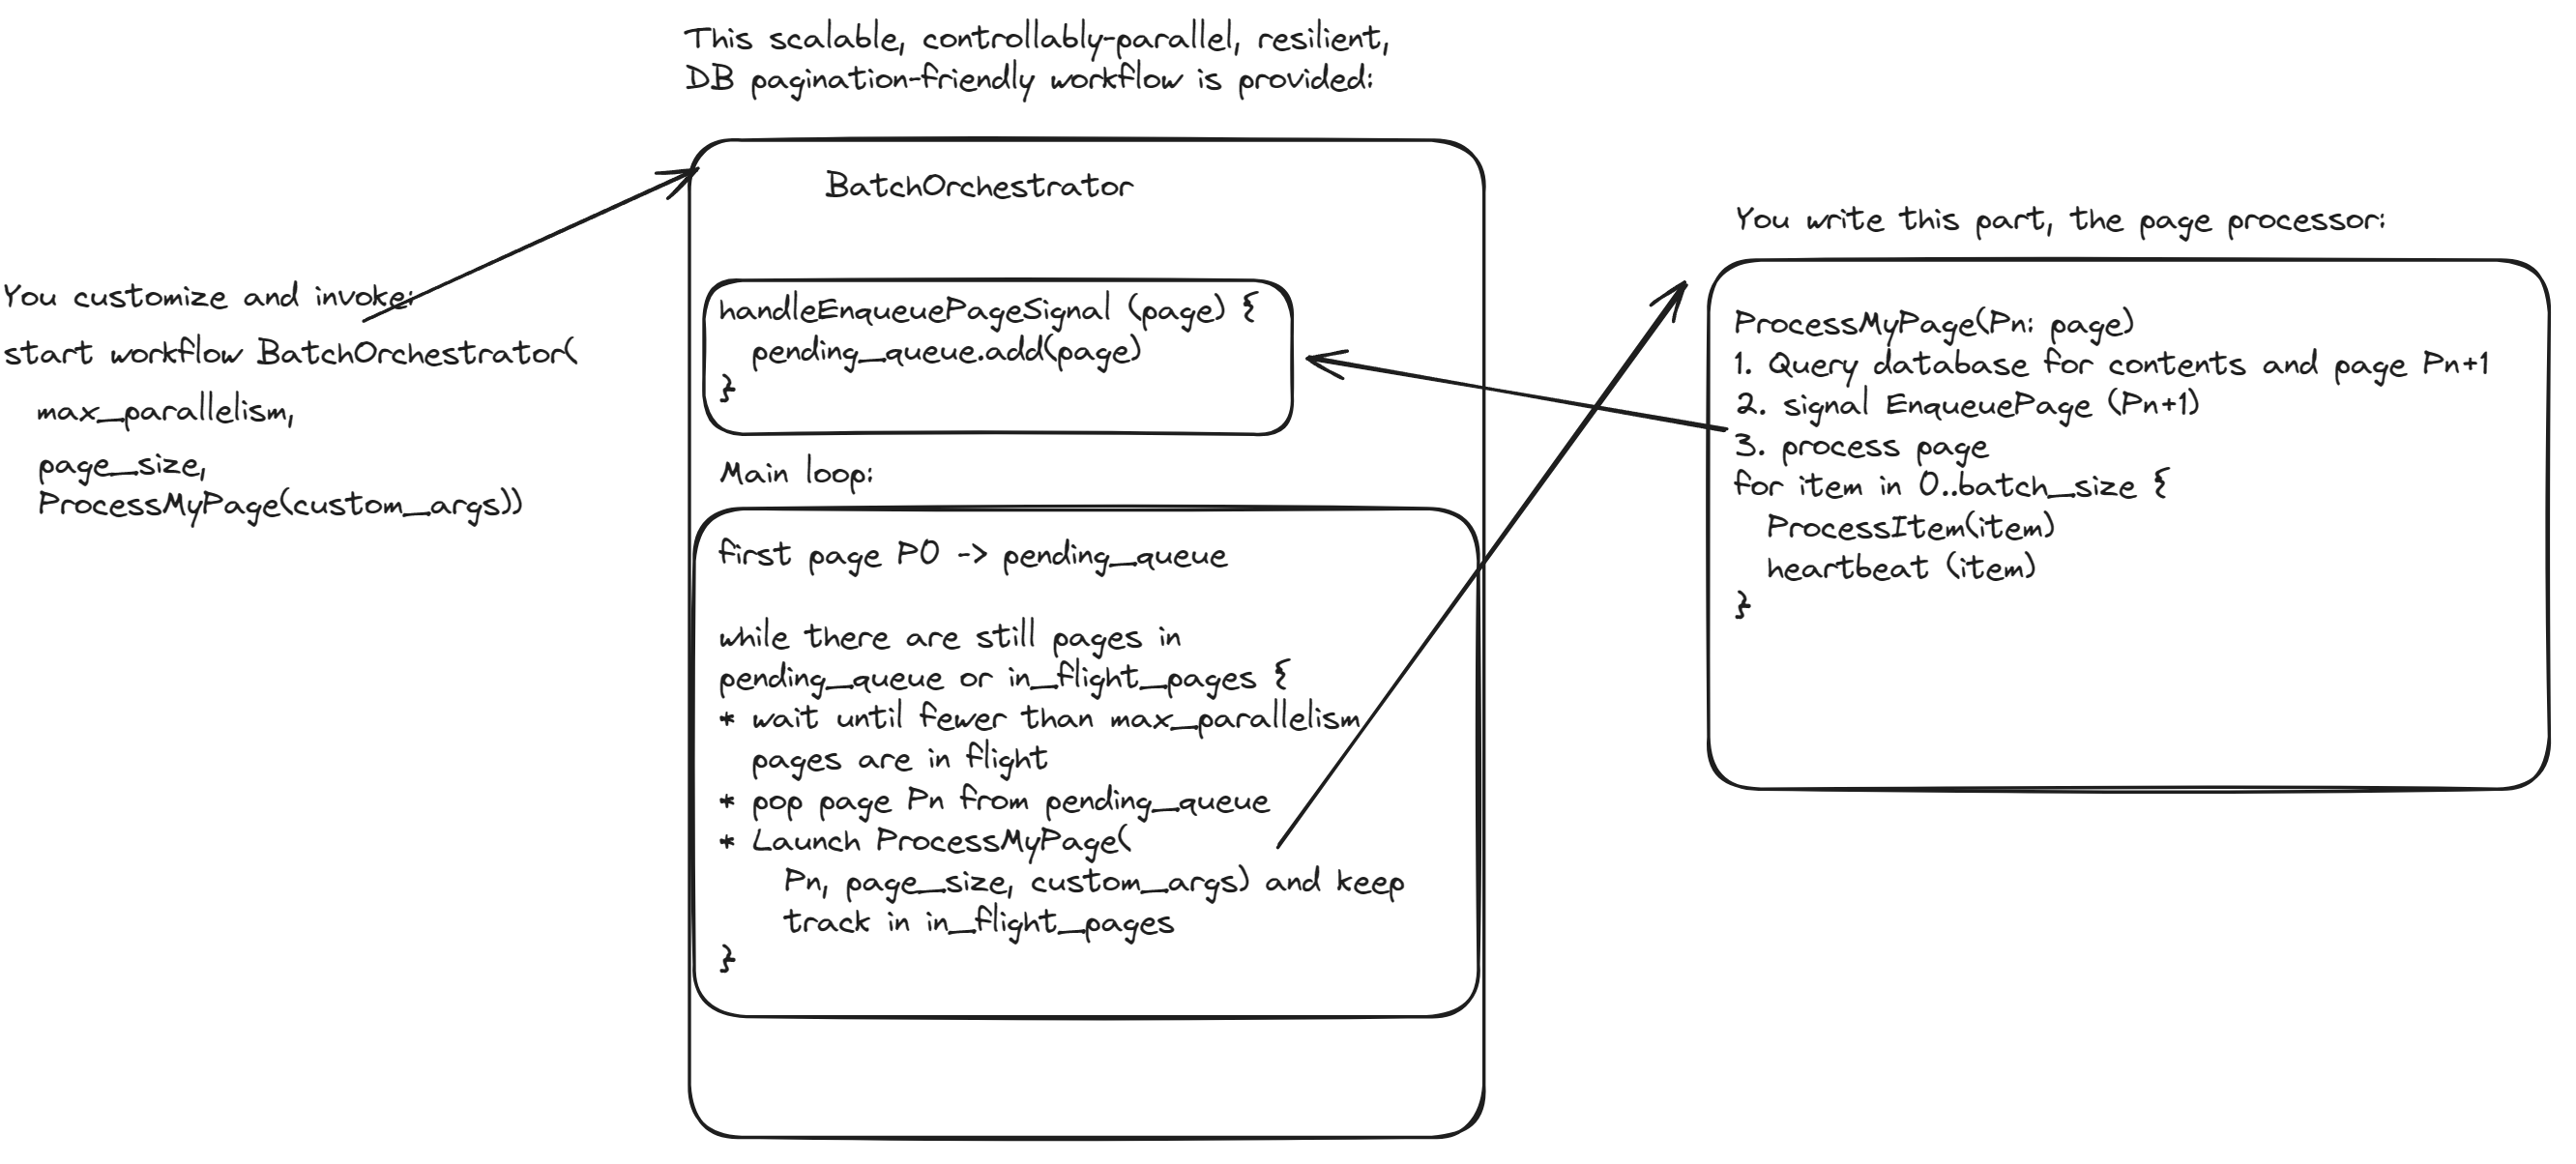 This scalable, controllably-parallel, resilient,
DB pagination-friendly workflow is provided:
You customize and invoke:
start workflow BatchOrchestrator(
max_parallelism,
page_size,
ProcessMyPage(custom_args))
BatchOrchestrator
handleEnqueuePageSignal (page) {
pending_queue.add(page)
}
Main loop:
first page P0 -> pending_queue
while there are still pages in
pending_queue or in_flight_pages {
* wait until fewer than max_parallelism
pages are in flight
* pop page Pn from pending_queue
* Launch ProcessMyPage(
Pn, page_size, custom_args) and keep
track in in_flight_pages
}
You write this part, the page processor:
ProcessMyPage(Pn: page)
1. Query database for contents and page Pn+1
2. signal EnqueuePage (Pn+1)
3. process page
for item in 0..batch_size {
ProcessItem(item)
heartbeat (item)
}